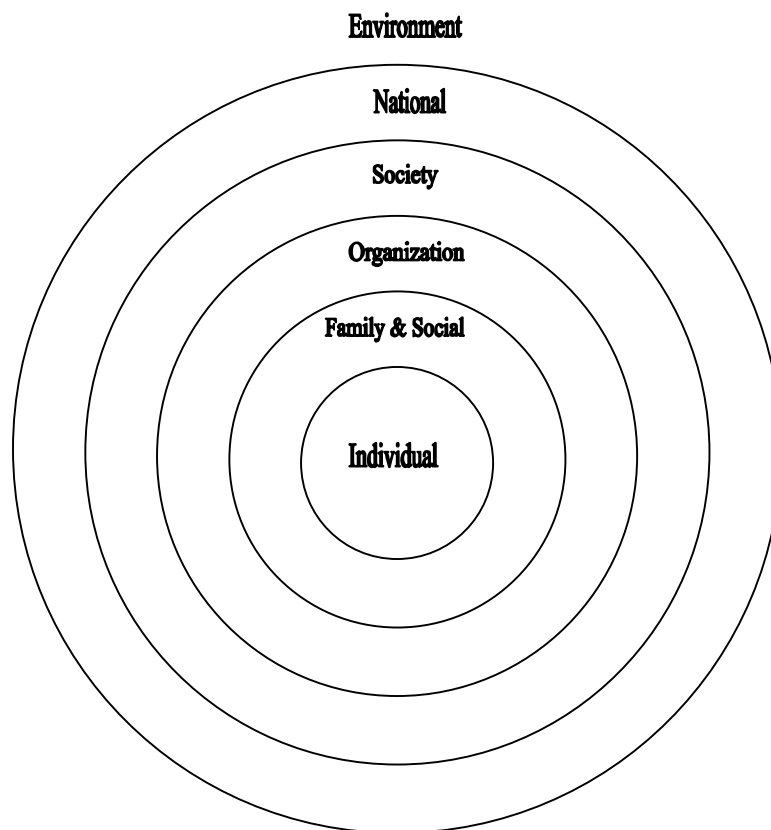 Environment
National
Society
Organization
Family & Social
Individual